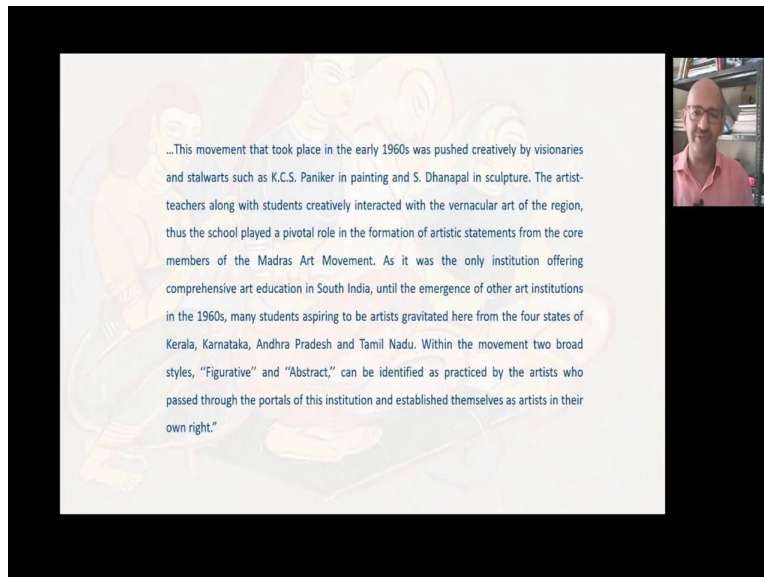 ...This movement that took place in the early 1960s was pushed creatively by visionaries
and stalwarts such as K.C.S. Paniker in painting and S. Dhanapal in sculpture. The artist-
teachers along with students creatively interacted with the vernacular art of the region,
thus the school played a pivotal role in the formation of artistic statements from the core
members of the Madras Art Movement. As it was the only institution offering
comprehensive art education in South India, until the emergence of other art institutions
in the 1960s, many students aspiring to be artists gravitated here from the four states of
Kerala, Karnataka, Andhra Pradesh and Tamil Nadu. Within the movement two broad
styles, “Figurative” and “Abstract,” can be identified as practiced by the artists who
passed through the portals of this institution and established themselves as artists in their
own right.”